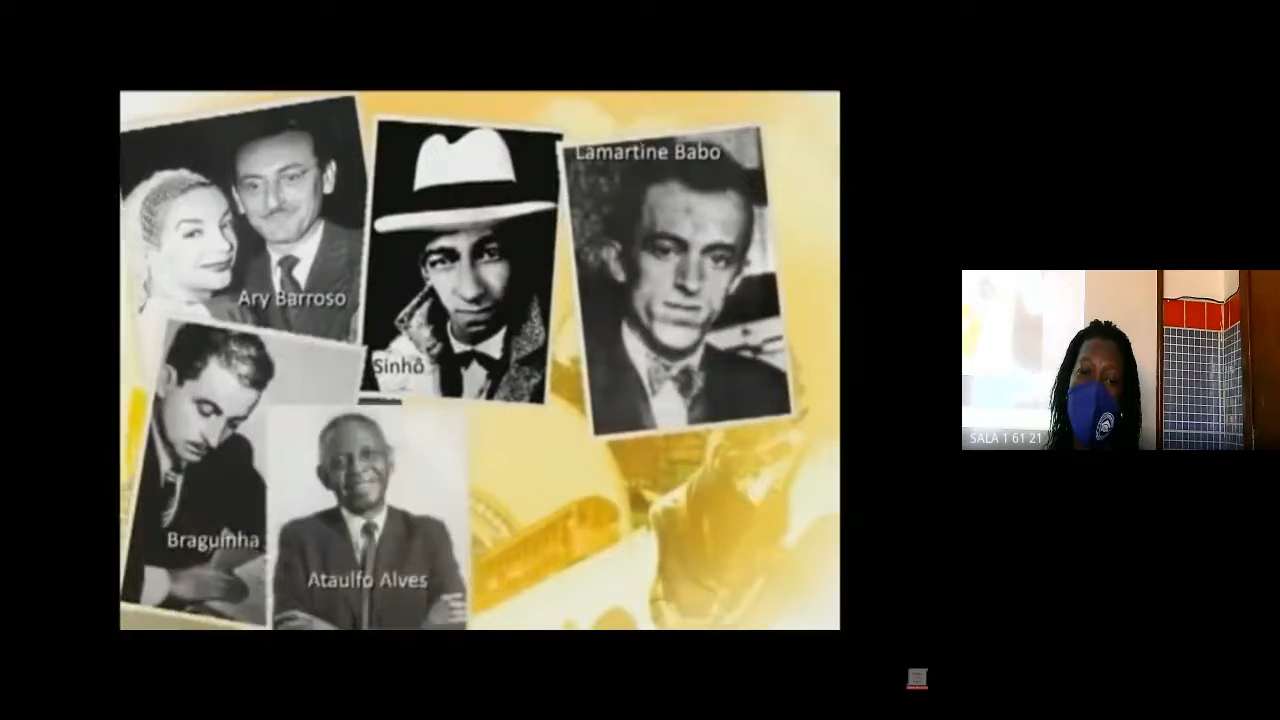 Lamartine Babo
Ary Barroso
Sinhô
Braguinha
Ataulfo Alves
SALA 1 61 21